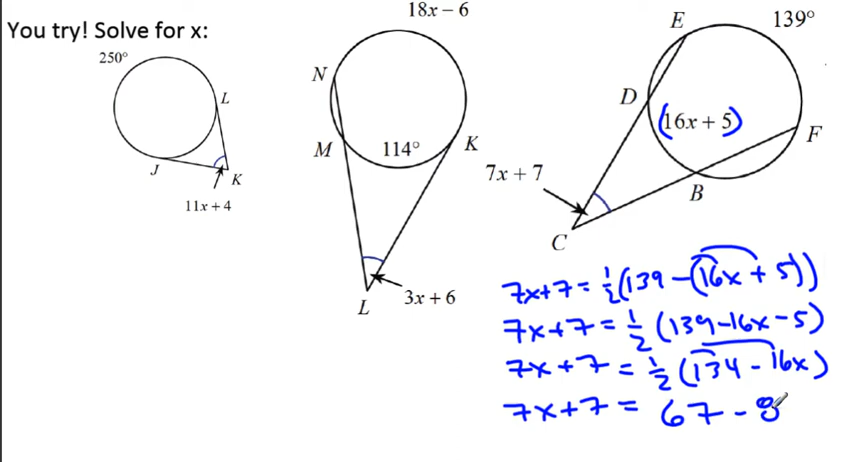 You try! Solve for x:
250°
L
J
K
11x + 4
18x – 6
N
M
114°
K
L
3x + 6
E
139°
D
(16x + 5)
F
7x + 7
B
C
7x+7 = 1/2(139 - (16x + 5))
7x+7 = 1/2 (139-16x-5)
7x+7 = 1/2 (134 - 16x)
7x+7 = 67 - 8